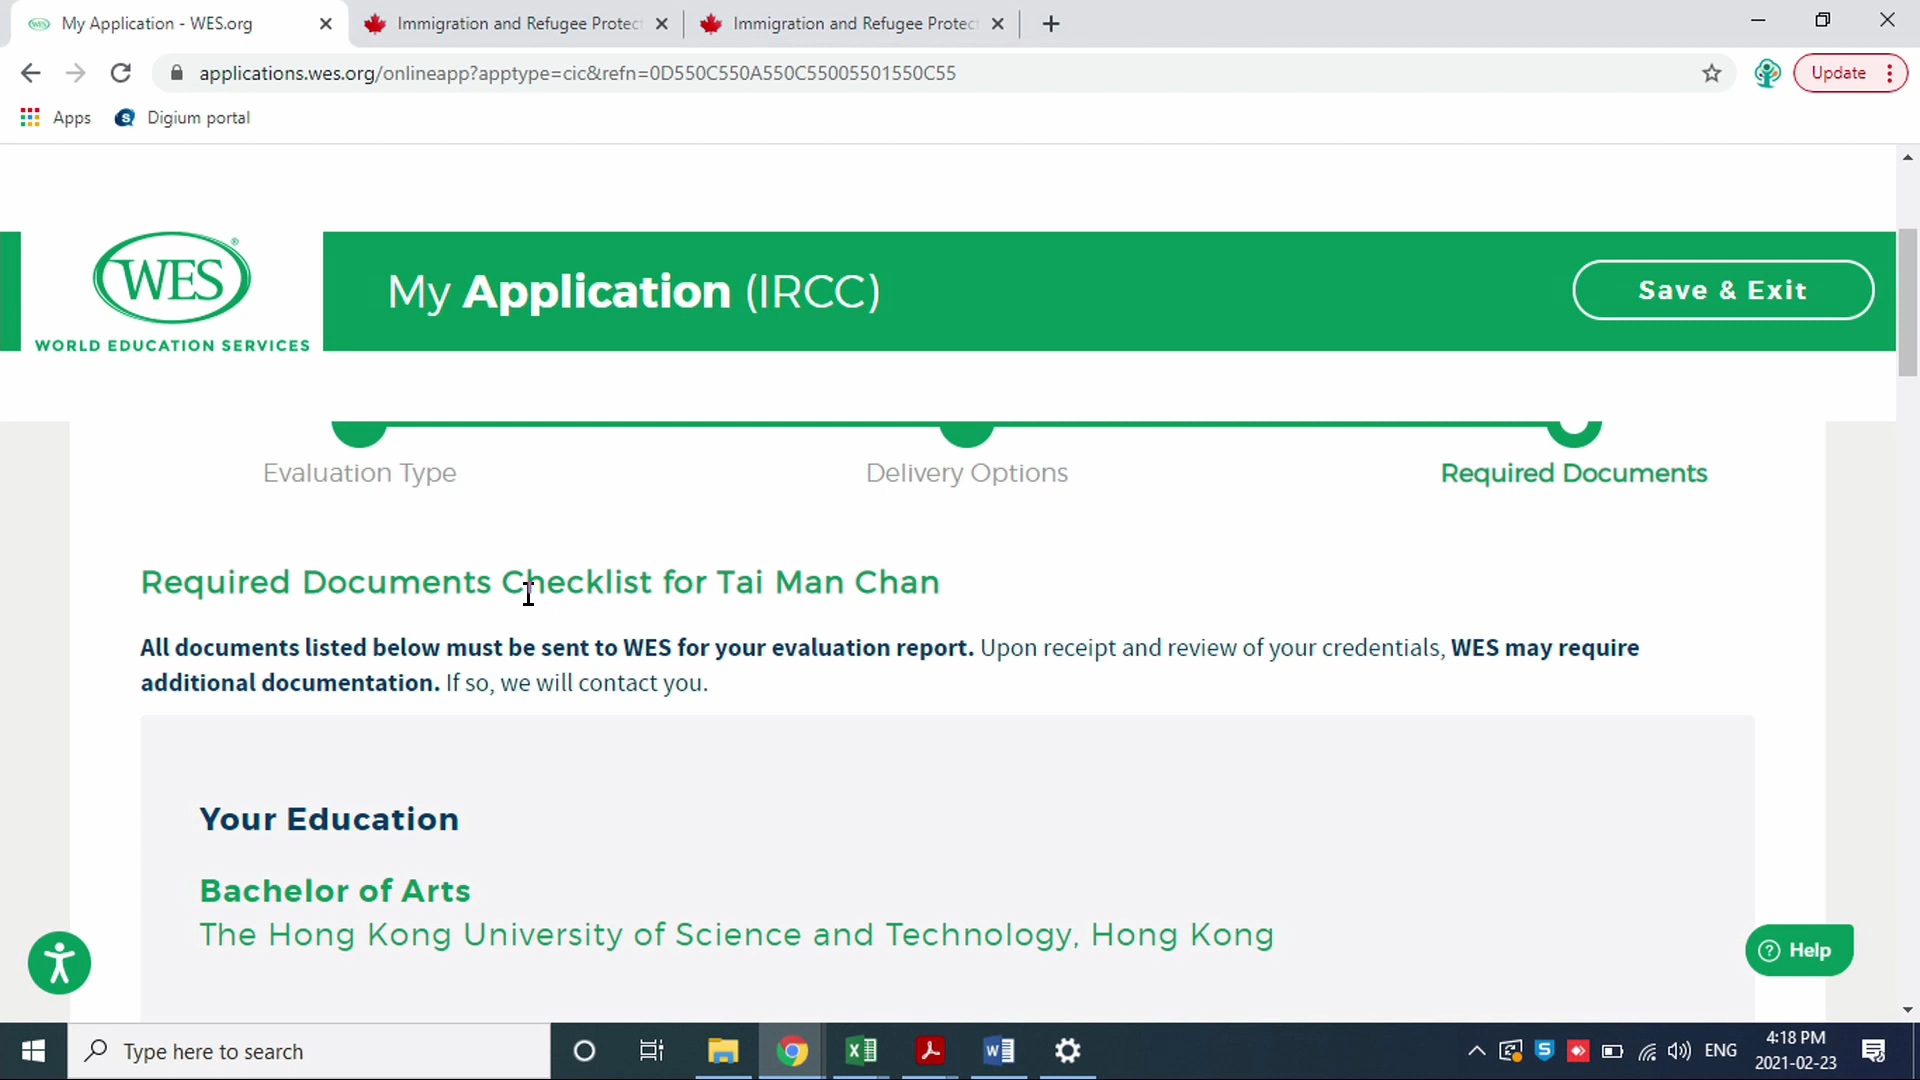 My Application - WES.org
Immigration and Refugee Protec
Immigration and Refugee Protec
applications.wes.org/onlineapp?apptype=cic&refn=0D550C550A550C55005501550C55
Update
Apps
Digium portal
WES
WORLD EDUCATION SERVICES
My Application (IRCC)
Save & Exit
Evaluation Type
Delivery Options
Required Documents
Required Documents Checklist for Tai Man Chan
All documents listed below must be sent to WES for your evaluation report. Upon receipt and review of your credentials, WES may require
additional documentation. If so, we will contact you.
Your Education
Bachelor of Arts
The Hong Kong University of Science and Technology, Hong Kong
? Help
Type here to search
ENG
4:18 PM
2021-02-23